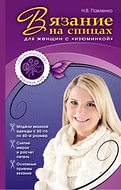 Н.В. Павленко
Вязание
на спицах
для женщин с «изюминкой»
Модели вязаной
одежды с 50-го
по 60-й размер
Снятие
мерок и
расчет
петель
Основные
приемы
вязания